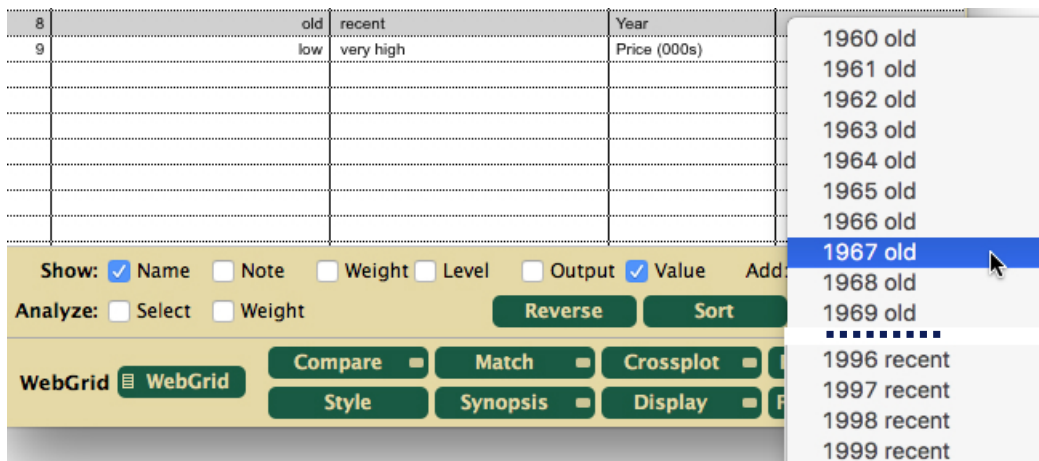 8 old recent Year
9 low very high Price (000s)
1960 old
1961 old
1962 old
1963 old
1964 old
1965 old
1966 old
1967 old
1968 old
1969 old
1996 recent
1997 recent
1998 recent
1999 recent
Show: Name Note Weight Level Output Value Add:
Analyze: Select Weight Reverse Sort
WebGrid WebGrid Compare Match Crossplot
Style Synopsis Display